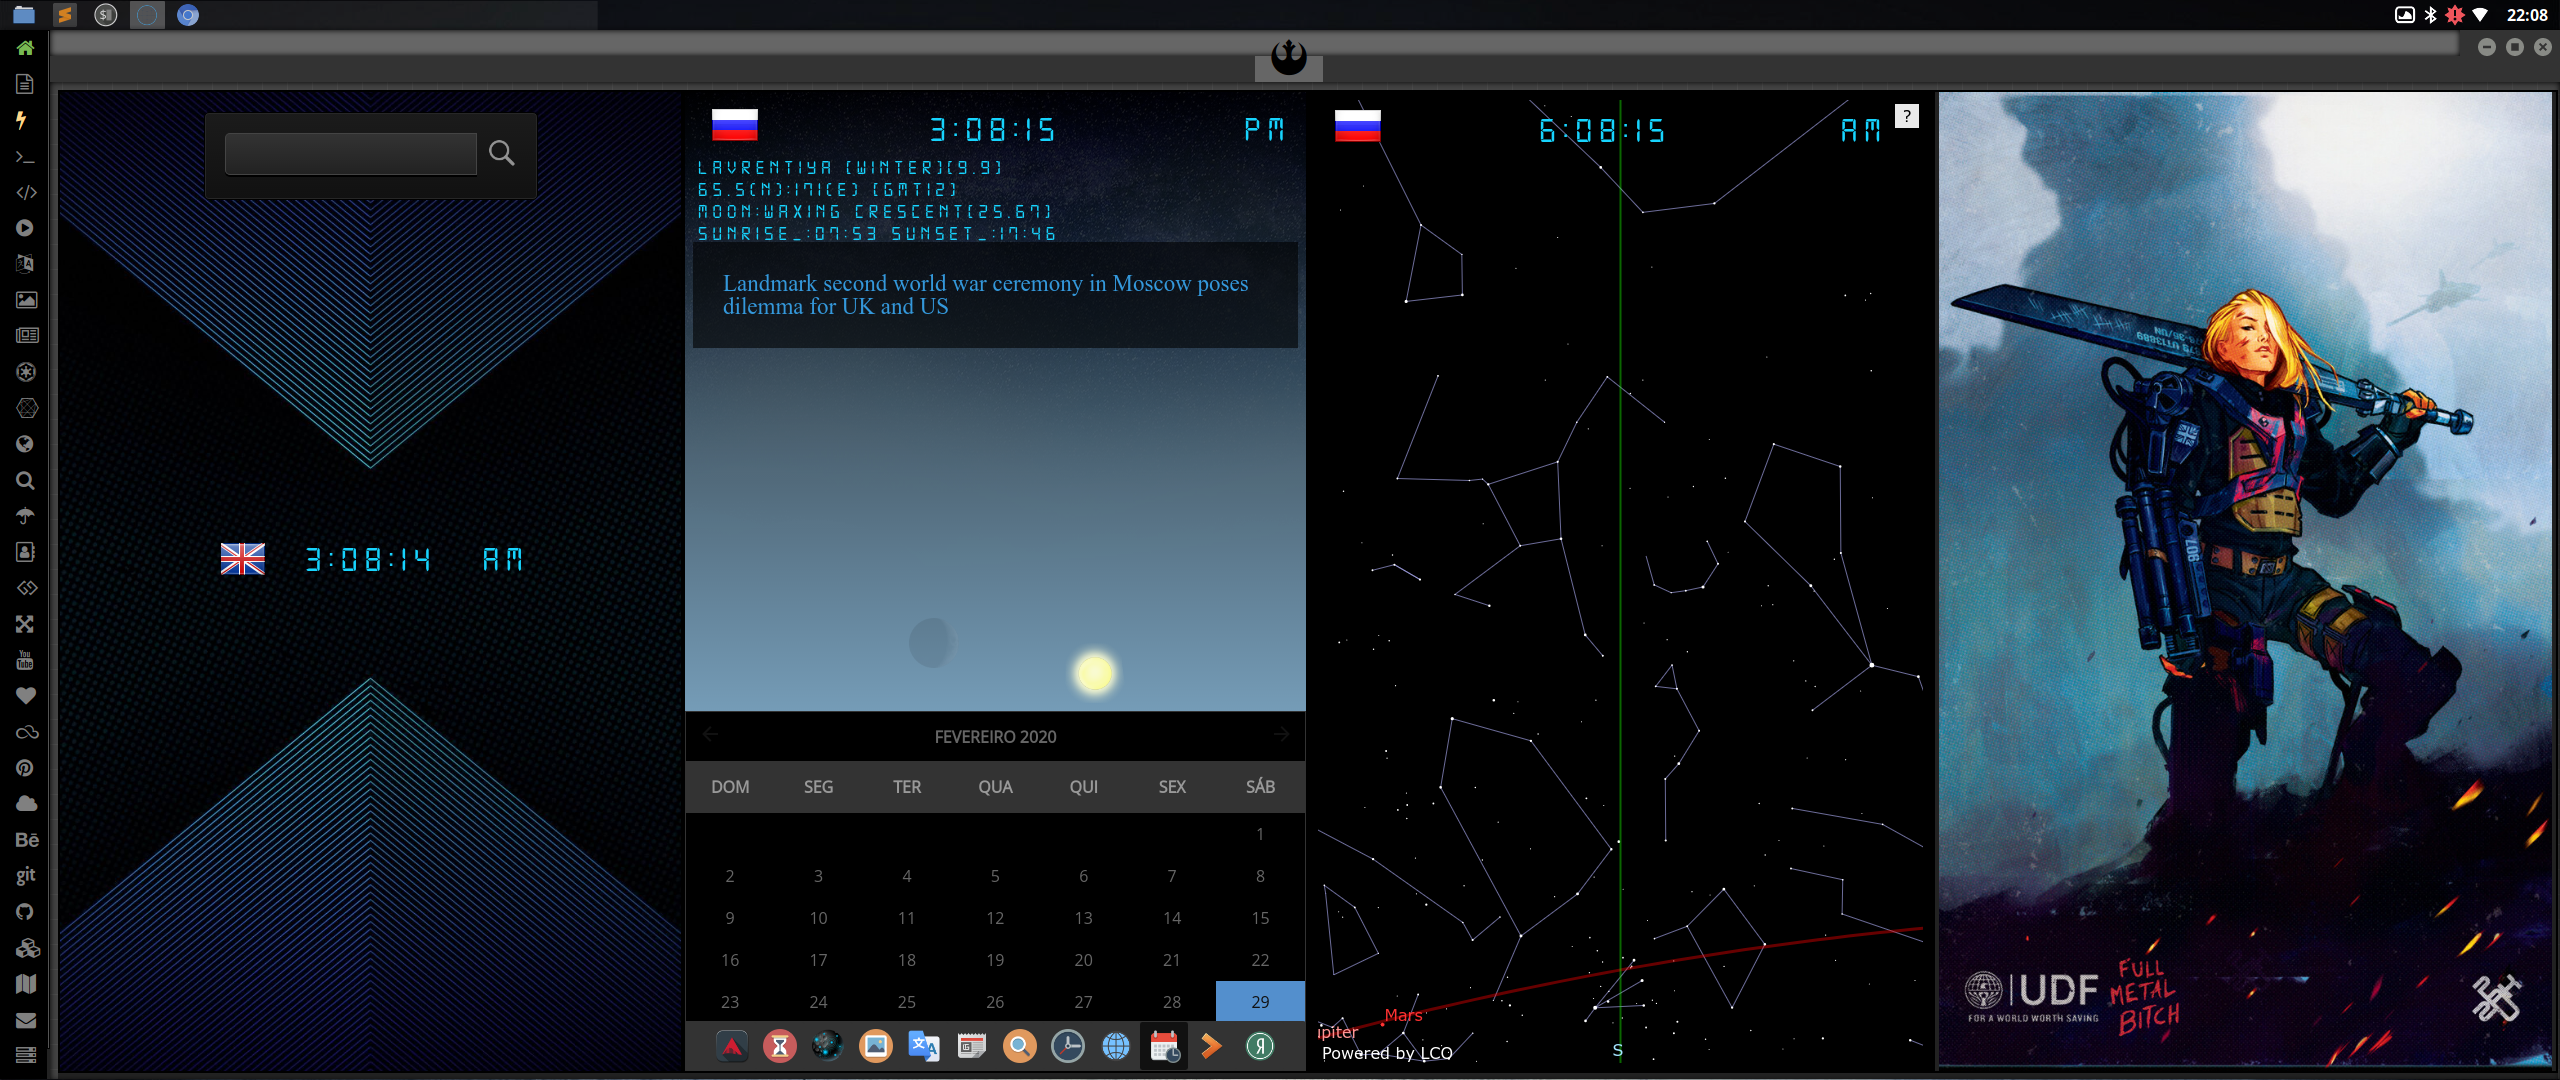 22:08
3:08:14 AM
3:08:15 PM
LAVRENTIYA [WINTER][9.9]
65.5(N):171(E) [GMT12]
MOON:WAXING CRESCENT[25.67]
SUNRISE_:07:53 SUNSET_:17:46
Landmark second world war ceremony in Moscow poses
dilemma for UK and US
FEVEREIRO 2020
DOM SEG TER QUA QUI SEX SÁB
1
2 3 4 5 6 7 8
9 10 11 12 13 14 15
16 17 18 19 20 21 22
23 24 25 26 27 28 29
6:08:15 AM
?
Mars
ipiter
Powered by LCO
S
UDF
FOR A WORLD WORTH SAVING
FULL
METAL
BITCH
You
Tube
Bē
git